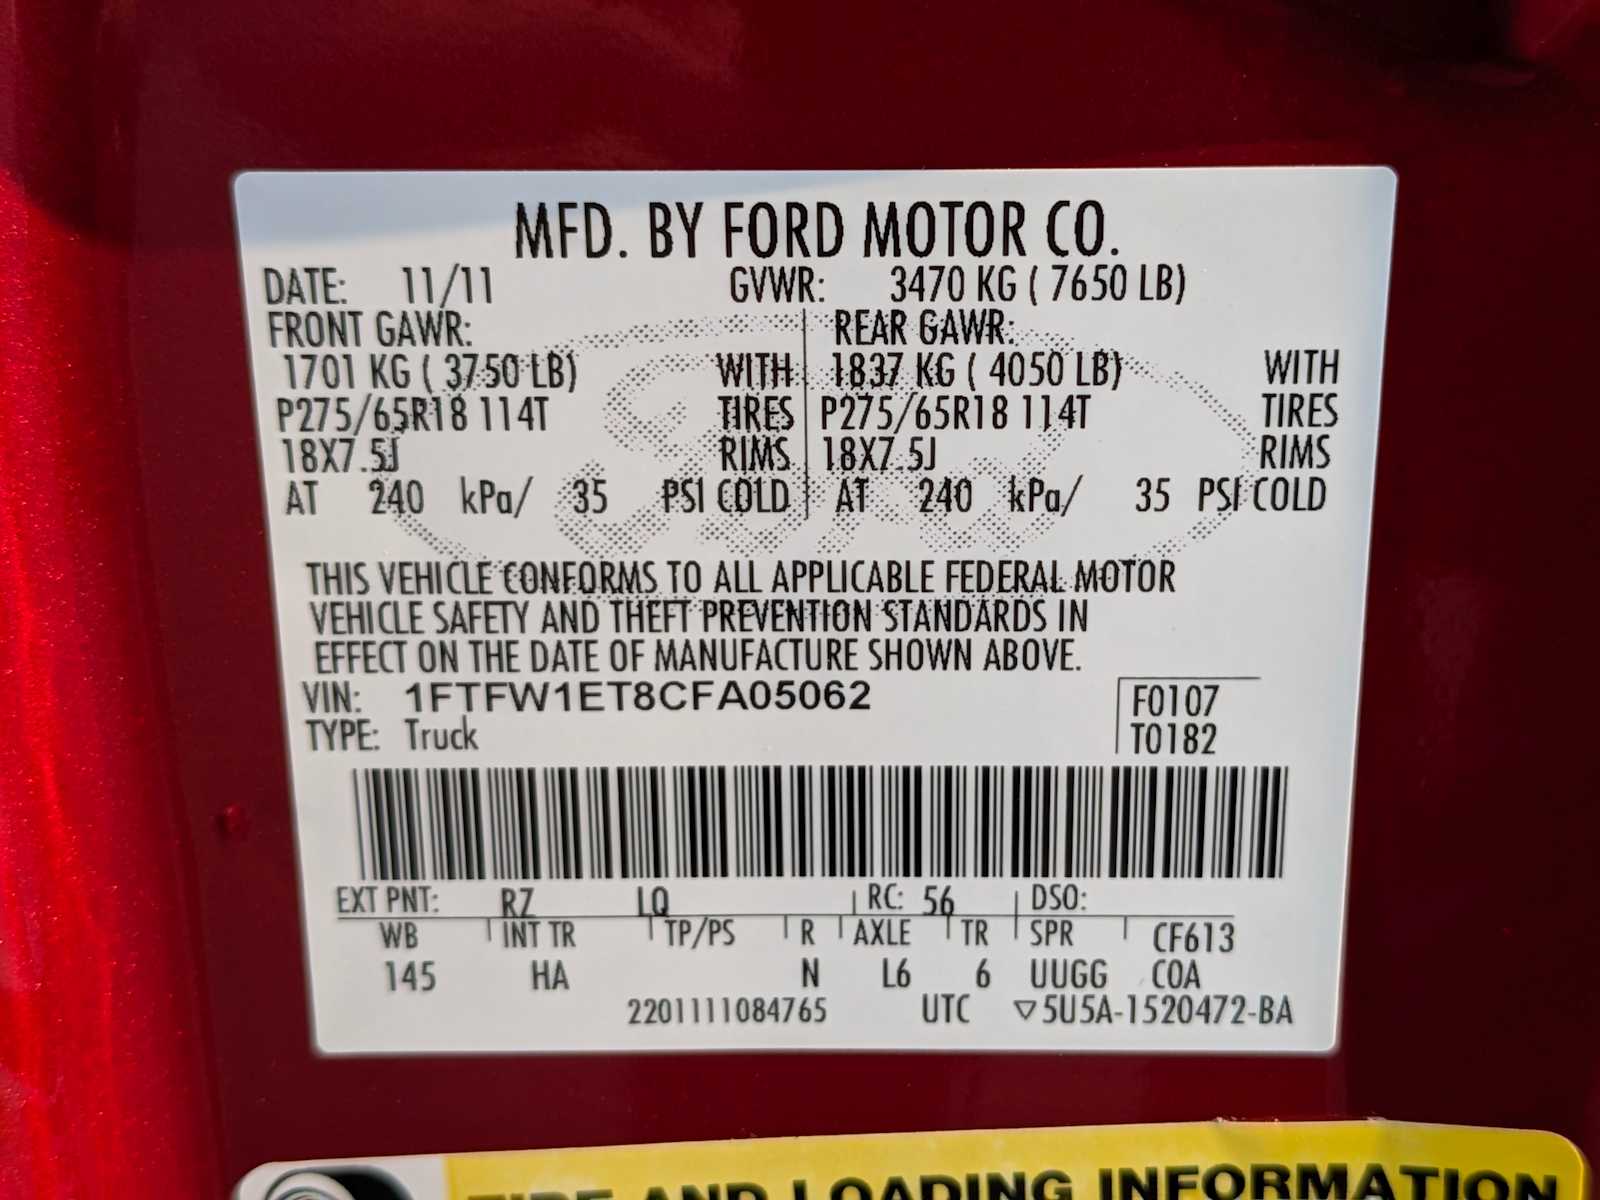 MFD. BY FORD MOTOR CO.
DATE: 11/11 GVWR: 3470 KG ( 7650 LB)
FRONT GAWR: REAR GAWR:
1701 KG ( 3750 LB) WITH 1837 KG ( 4050 LB) WITH
P275/65R18 114T TIRES P275/65R18 114T TIRES
18X7.5J RIMS 18X7.5J RIMS
AT 240 kPa/ 35 PSI COLD AT 240 kPa/ 35 PSI COLD
THIS VEHICLE CONFORMS TO ALL APPLICABLE FEDERAL MOTOR
VEHICLE SAFETY AND THEFT PREVENTION STANDARDS IN
EFFECT ON THE DATE OF MANUFACTURE SHOWN ABOVE.
VIN: 1FTFW1ET8CFA05062 F0107
TYPE: Truck T0182
EXT PNT: RZ LQ RC: 56 DSO:
WB INT TR TP/PS R AXLE TR SPR CF613
145 HA N L6 6 UUGG COA
2201111084765 UTC ▽5U5A-1520472-BA
TIRE AND LOADING INFORMATION